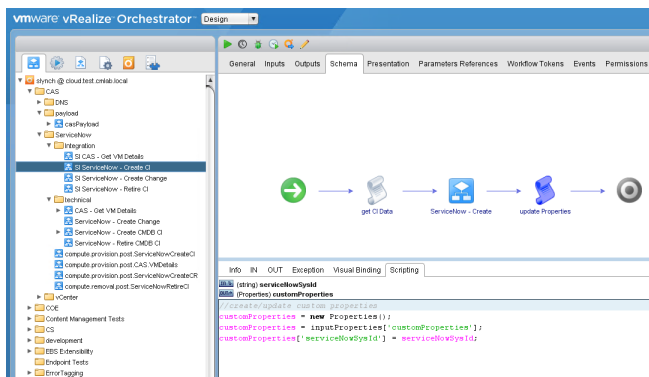 vmware vRealize Orchestrator Design
General Inputs Outputs Schema Presentation Parameters References Workflow Tokens Events Permissions
slynch @ cloud.test.cmlab.local
CAS
DNS
payload
casPayload
ServiceNow
Integration
SI CAS - Get VM Details
SI ServiceNow - Create CI
SI ServiceNow - Create Change
SI ServiceNow - Retire CI
technical
CAS - Get VM Details
ServiceNow - Create Change
ServiceNow - Create CMDB CI
ServiceNow - Retire CMDB CI
compute.provision.post.ServiceNowCreateCI
compute.provision.post.CAS.VMDetails
compute.provision.post.ServiceNowCreateCR
compute.removal.post.ServiceNowRetireCI
vCenter
COE
Content Management Tests
CS
development
EBS Extensibility
Endpoint Tests
ErrorTagging
get CI Data
ServiceNow - Create
update Properties
Info IN OUT Exception Visual Binding Scripting
(string) serviceNowSysId
(Properties) customProperties
//create/update custom properties
customProperties = new Properties();
customProperties = inputProperties['customProperties'];
customProperties['serviceNowSysId'] = serviceNowSysId;